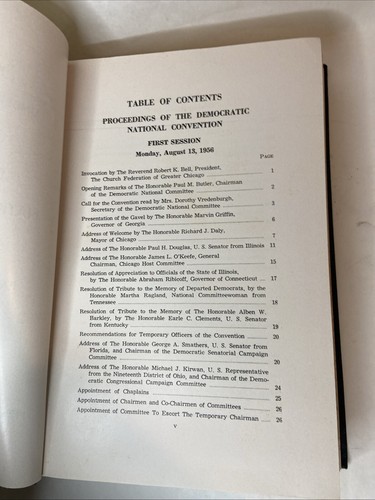 TABLE OF CONTENTS
PROCEEDINGS OF THE DEMOCRATIC
NATIONAL CONVENTION
FIRST SESSION
Monday, August 13, 1956
PAGE
Invocation by The Reverend Robert K. Bell, President,
The Church Federation of Greater Chicago 1
Opening Remarks of The Honorable Paul M. Butler, Chairman
of the Democratic National Committee 2
Call for the Convention read by Mrs. Dorothy Vredenburgh,
Secretary of the Democratic National Committee 3
Presentation of the Gavel by The Honorable Marvin Griffin,
Governor of Georgia 6
Address of Welcome by The Honorable Richard J. Daly,
Mayor of Chicago 7
Address of The Honorable Paul H. Douglas, U. S. Senator from Illinois 11
Address of The Honorable James L. O'Keefe, General
Chairman, Chicago Host Committee 15
Resolution of Appreciation to Officials of the State of Illinois,
by The Honorable Abraham Ribicoff, Governor of Connecticut 17
Resolution of Tribute to the Memory of Departed Democrats, by the
Honorable Martha Ragland, National Committeewoman from
Tennessee 18
Resolution of Tribute to the Memory of The Honorable Alben W.
Barkley, by The Honorable Earle C. Clements, U. S. Senator
from Kentucky 19
Recommendations for Temporary Officers of the Convention 20
Address of The Honorable George A. Smathers, U. S. Senator from
Florida, and Chairman of the Democratic Senatorial Campaign
Committee 20
Address of The Honorable Michael J. Kirwan, U. S. Representative
from the Nineteenth District of Ohio, and Chairman of the Demo-
cratic Congressional Campaign Committee 24
Appointment of Chaplains 25
Appointment of Chairmen and Co-Chairmen of Committees 26
Appointment of Committee To Escort The Temporary Chairman 26
v